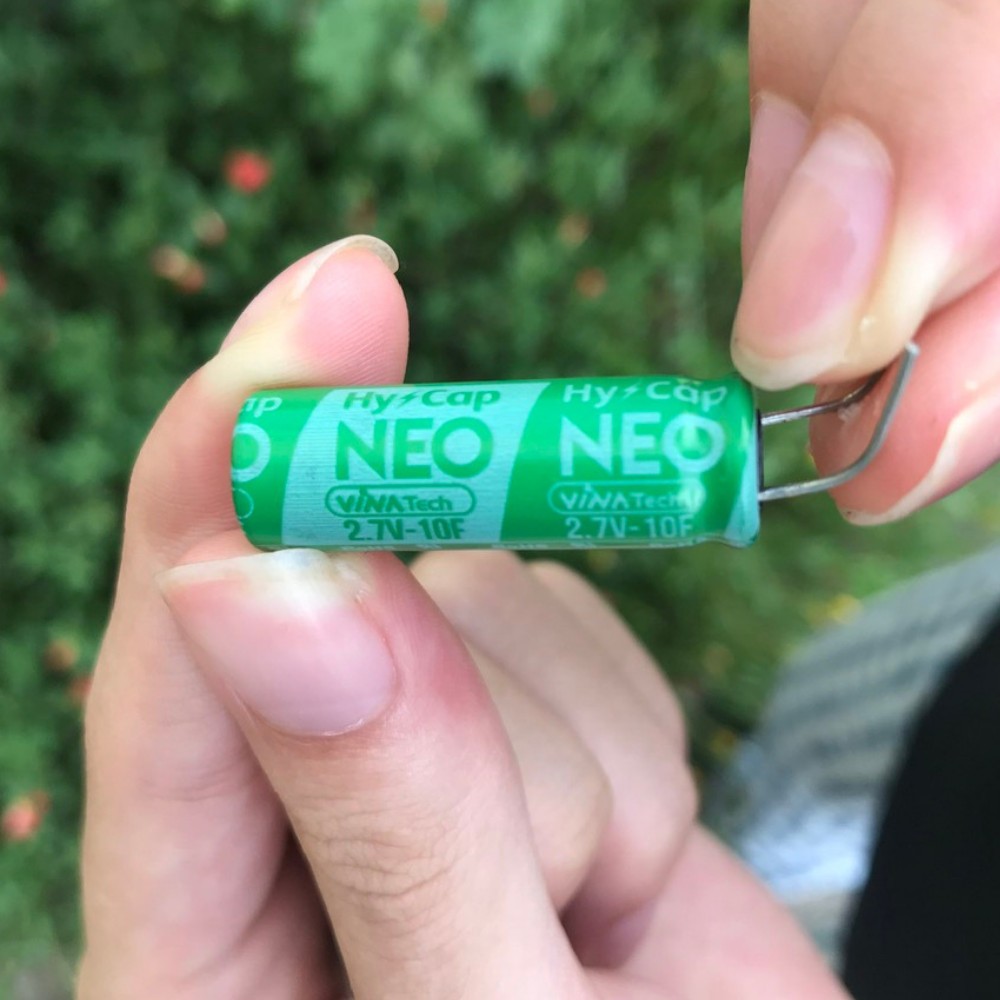 Hy Cap
NEO
VINATech
2.7V-10F
Hy Cap
NEO
VINATech
2.7V-10F